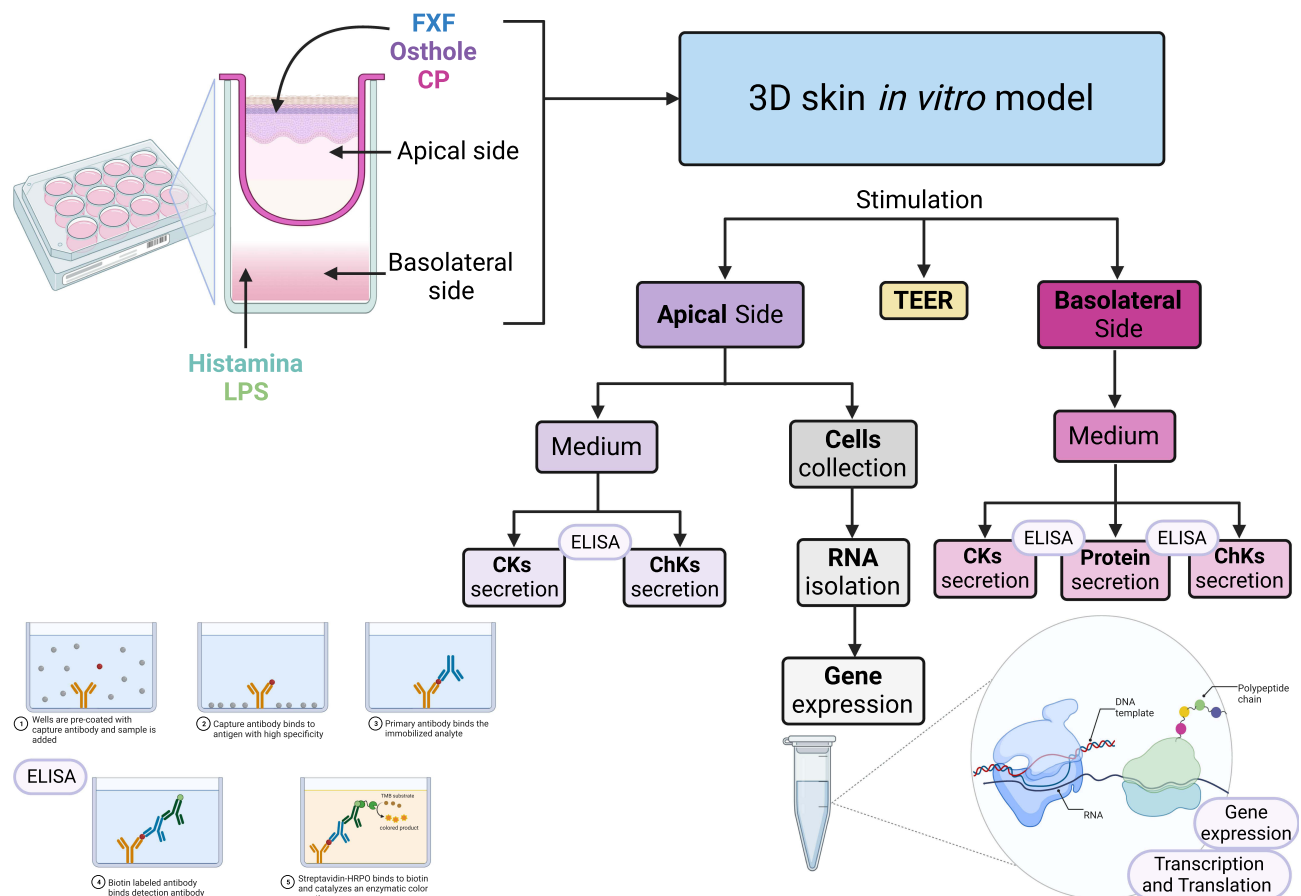 FXF
Osthole
CP
3D skin in vitro model
Apical side
Basolateral
side
Histamina
LPS
Stimulation
Apical Side
TEER
Basolateral
Side
Medium
Cells
collection
Medium
ELISA
CKs
secretion
ChKs
secretion
RNA
isolation
ELISA
ELISA
CKs
secretion
Protein
secretion
ChKs
secretion
Gene
expression
1 Wells are pre-coated with
capture antibody and sample is
added
2 Capture antibody binds to
antigen with high specificity
3 Primary antibody binds the
immobilized analyte
ELISA
4 Biotin labeled antibody
binds detection antibody
TMB substrate
colored product
5 Streptavidin-HRPO binds to biotin
and catalyzes an enzymatic color
DNA
template
Polypeptide
chain
RNA
Gene
expression
Transcription
and Translation